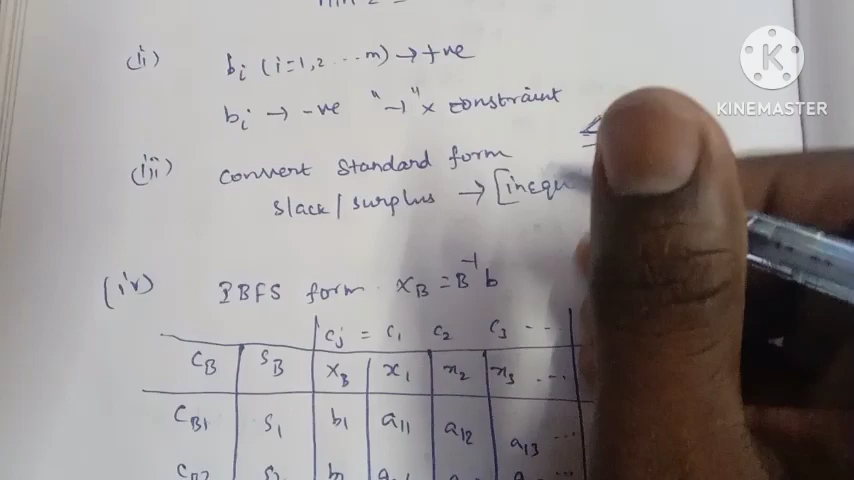 (ii) bi (i=1,2 ... m) → +ve
bi → -ve "-1" × constraint
(iii) Convert Standard form
slack / surplus → [inequ
(iv) IBFS form XB = B⁻¹ b
cj = c1 c2 c3 ...
CB SB XB x1 x2 x3 ...
CB1 S1 b1 a11 a12 a13 ...
KINEMASTER